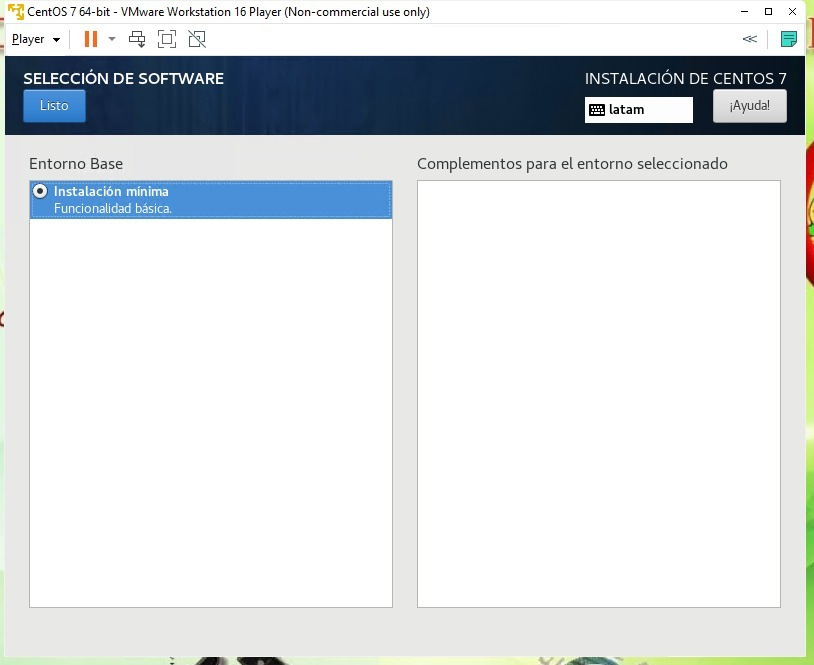 CentOS 7 64-bit - VMware Workstation 16 Player (Non-commercial use only)
Player
SELECCIÓN DE SOFTWARE
INSTALACIÓN DE CENTOS 7
Listo
latam
¡Ayuda!
Entorno Base
Complementos para el entorno seleccionado
Instalación mínima
Funcionalidad básica.